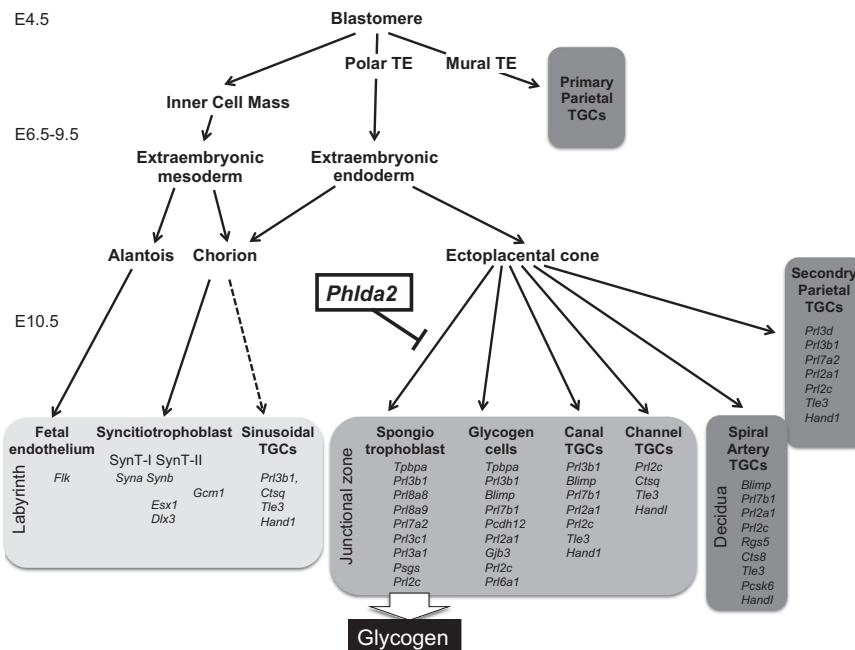 E4.5
Blastomere
Polar TE
Mural TE
Primary
Parietal
TGCs
Inner Cell Mass
E6.5-9.5
Extraembryonic
mesoderm
Extraembryonic
endoderm
Alantois
Chorion
Ectoplacental cone
Phlda2
E10.5
Secondry
Parietal
TGCs
Prl3d
Prl3b1
Prl7a2
Prl2a1
Prl2c
Tle3
Hand1
Labyrinth
Fetal
endothelium
Flk
Syncitiotrophoblast
SynT-I SynT-II
Syna Synb
Gcm1
Esx1
Dlx3
Sinusoidal
TGCs
Prl3b1,
Ctsq
Tle3
Hand1
Junctional zone
Spongio
trophoblast
Tpbpa
Prl3b1
Prl8a8
Prl8a9
Prl7a2
Prl3c1
Prl3a1
Psgs
Prl2c
Glycogen
cells
Tpbpa
Prl3b1
Blimp
Prl7b1
Pcdh12
Prl2a1
Gjb3
Prl2c
Prl6a1
Canal
TGCs
Prl3b1
Blimp
Prl7b1
Prl2a1
Prl2c
Tle3
Hand1
Channel
TGCs
Prl2c
Ctsq
Tle3
HandI
Decidua
Spiral
Artery
TGCs
Blimp
Prl7b1
Prl2a1
Prl2c
Rgs5
Cts8
Tle3
Pcsk6
HandI
Glycogen